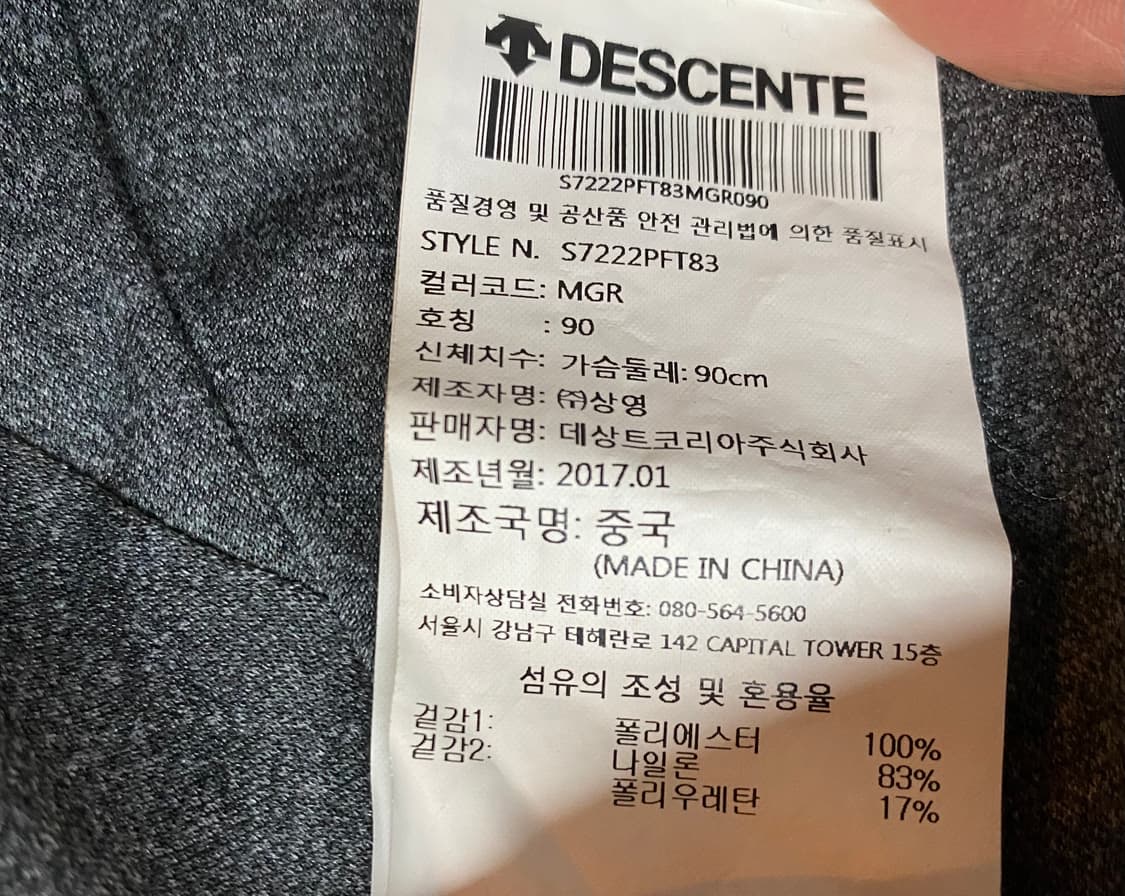 DESCENTE
S7222PFT83MGR090
품질경영 및 공산품 안전 관리법에 의한 품질표시
STYLE N. S7222PFT83
컬러코드: MGR
호칭 : 90
신체치수: 가슴둘레: 90cm
제조자명: ㈜상영
판매자명: 데상트코리아주식회사
제조년월: 2017.01
제조국명: 중국
(MADE IN CHINA)
소비자상담실 전화번호: 080-564-5600
서울시 강남구 테헤란로 142 CAPITAL TOWER 15층
섬유의 조성 및 혼용율
겉감1: 폴리에스터 100%
겉감2: 나일론 83%
폴리우레탄 17%